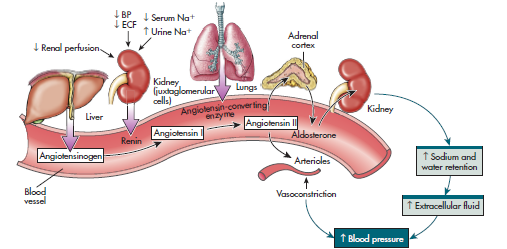 ↓ BP
↓ ECF
↓ Serum Na+
↑ Urine Na+
↓ Renal perfusion
Adrenal
cortex
Kidney
(juxtaglomerular
cells)
Lungs
Liver
Kidney
Angiotensin-converting
enzyme
Renin
Angiotensin I
Angiotensin II
Aldosterone
Angiotensinogen
Arterioles
↑ Sodium and
water retention
Blood
vessel
Vasoconstriction
↑ Extracellular fluid
↑ Blood pressure